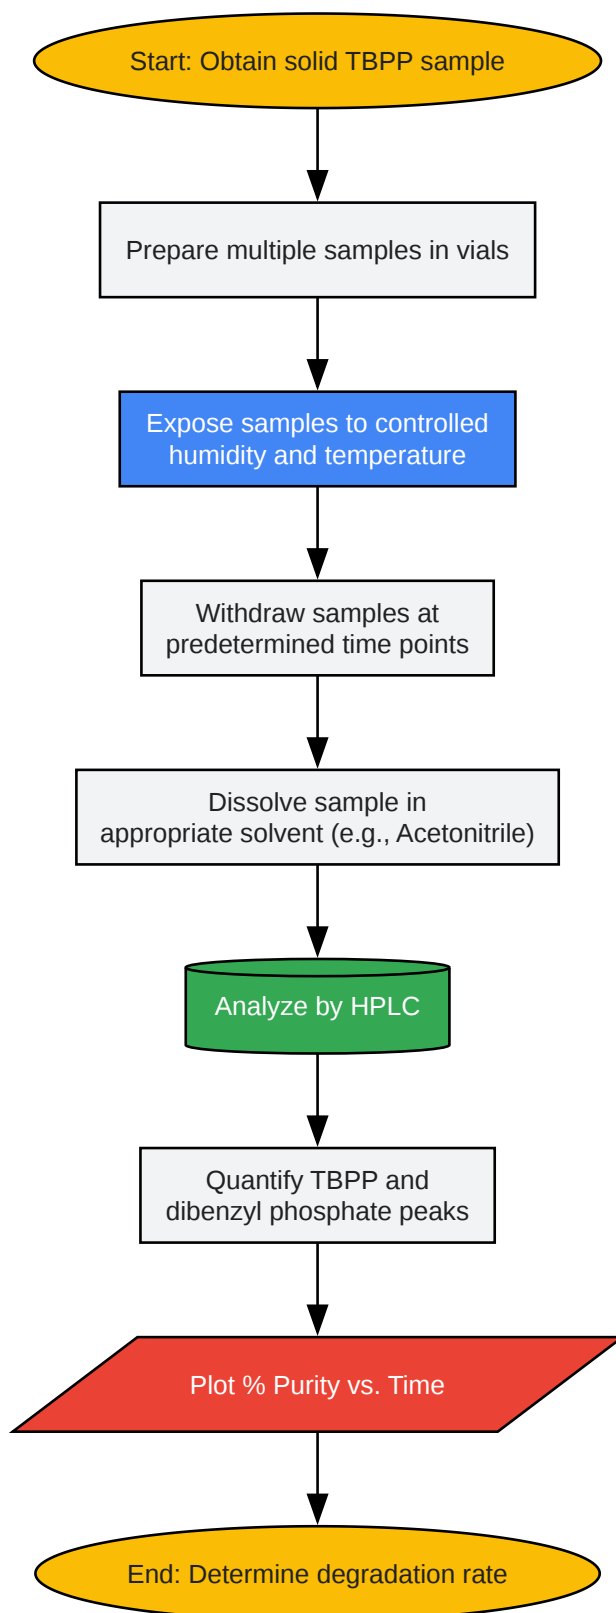 Start: Obtain solid TBPP sample
Prepare multiple samples in vials
Expose samples to controlled
humidity and temperature
Withdraw samples at
predetermined time points
Dissolve sample in
appropriate solvent (e.g., Acetonitrile)
Analyze by HPLC
Quantify TBPP and
dibenzyl phosphate peaks
Plot % Purity vs. Time
End: Determine degradation rate